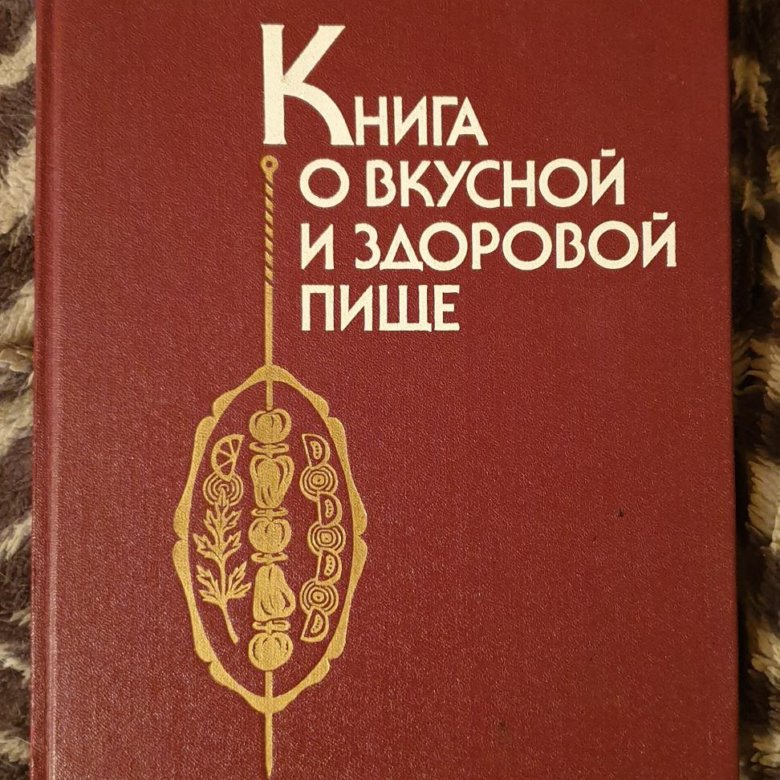 Книга
о вкусной
и здоровой
пище